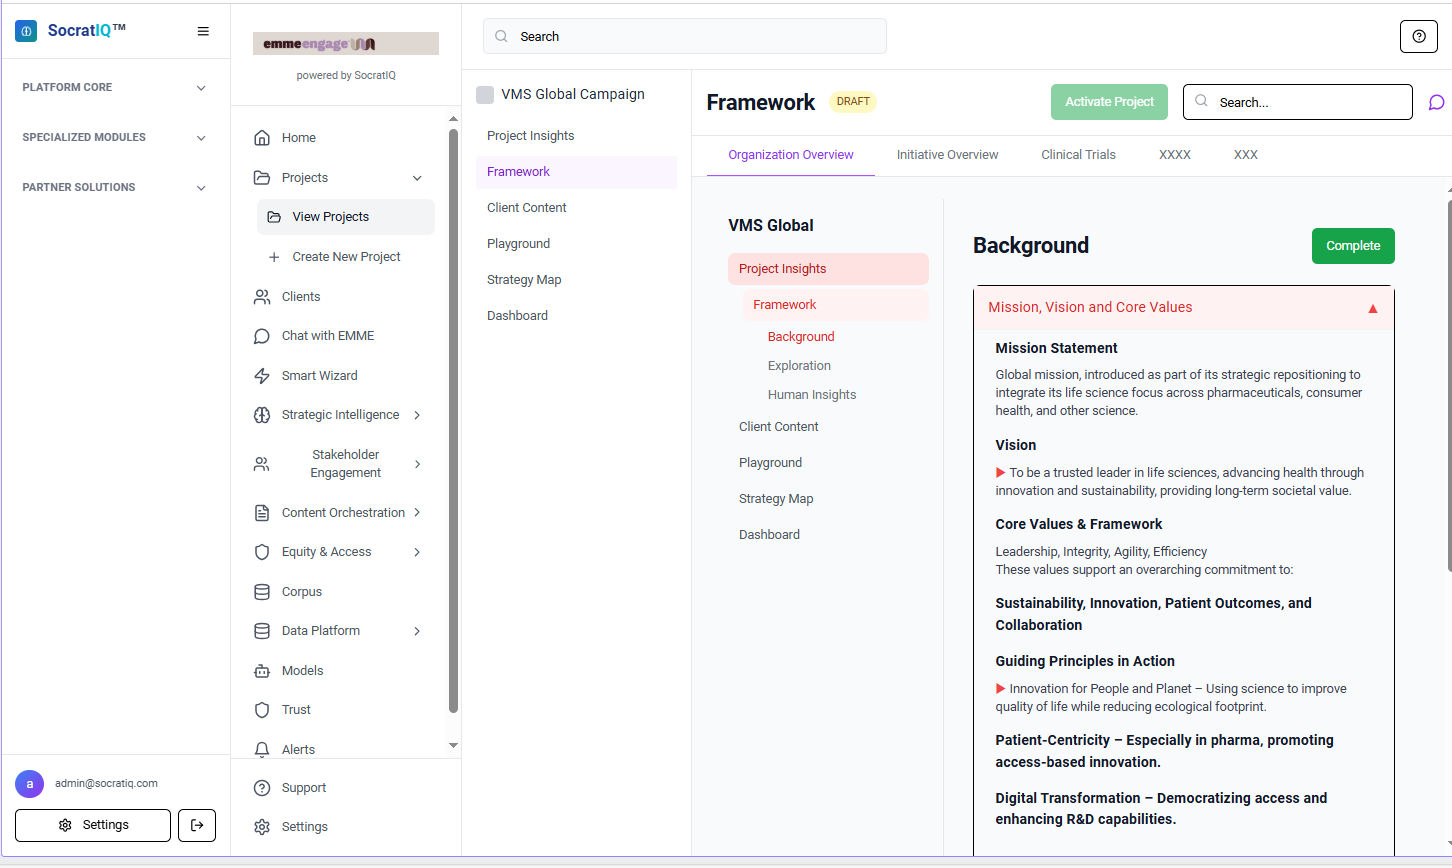 SocratIQ™
PLATFORM CORE
SPECIALIZED MODULES
PARTNER SOLUTIONS
a
admin@socratiq.com
Settings
emmeengage
powered by SocratIQ
Home
Projects
View Projects
Create New Project
Clients
Chat with EMME
Smart Wizard
Strategic Intelligence
Stakeholder
Engagement
Content Orchestration
Equity & Access
Corpus
Data Platform
Models
Trust
Alerts
Support
Settings
Search
VMS Global Campaign
Project Insights
Framework
Client Content
Playground
Strategy Map
Dashboard
Framework
DRAFT
Activate Project
Search...
Organization Overview
Initiative Overview
Clinical Trials
XXXX
XXX
VMS Global
Project Insights
Framework
Background
Exploration
Human Insights
Client Content
Playground
Strategy Map
Dashboard
Background
Complete
Mission, Vision and Core Values
Mission Statement
Global mission, introduced as part of its strategic repositioning to
integrate its life science focus across pharmaceuticals, consumer
health, and other science.
Vision
▶ To be a trusted leader in life sciences, advancing health through
innovation and sustainability, providing long-term societal value.
Core Values & Framework
Leadership, Integrity, Agility, Efficiency
These values support an overarching commitment to:
Sustainability, Innovation, Patient Outcomes, and
Collaboration
Guiding Principles in Action
▶ Innovation for People and Planet – Using science to improve
quality of life while reducing ecological footprint.
Patient-Centricity – Especially in pharma, promoting
access-based innovation.
Digital Transformation – Democratizing access and
enhancing R&D capabilities.